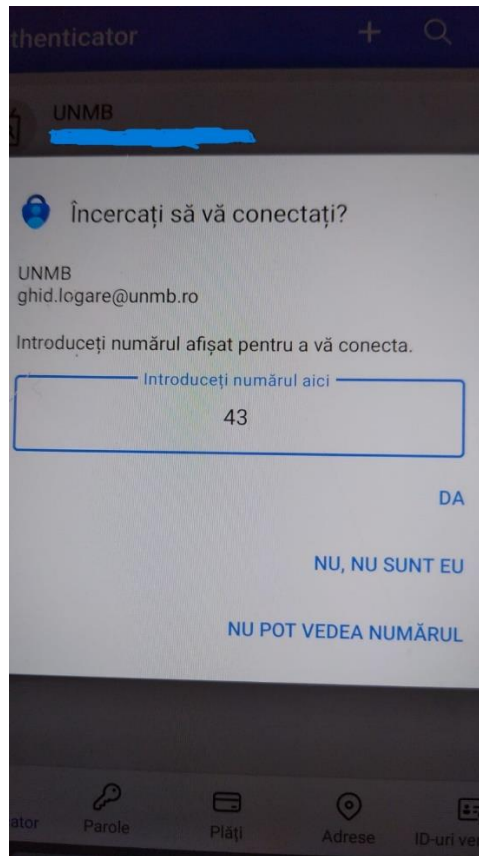 thenticator
UNMB
Încercați să vă conectați?
UNMB
ghid.logare@unmb.ro
Introduceți numărul afișat pentru a vă conecta.
Introduceți numărul aici
43
DA
NU, NU SUNT EU
NU POT VEDEA NUMĂRUL
ator
Parole
Plăți
Adrese
ID-uri ver